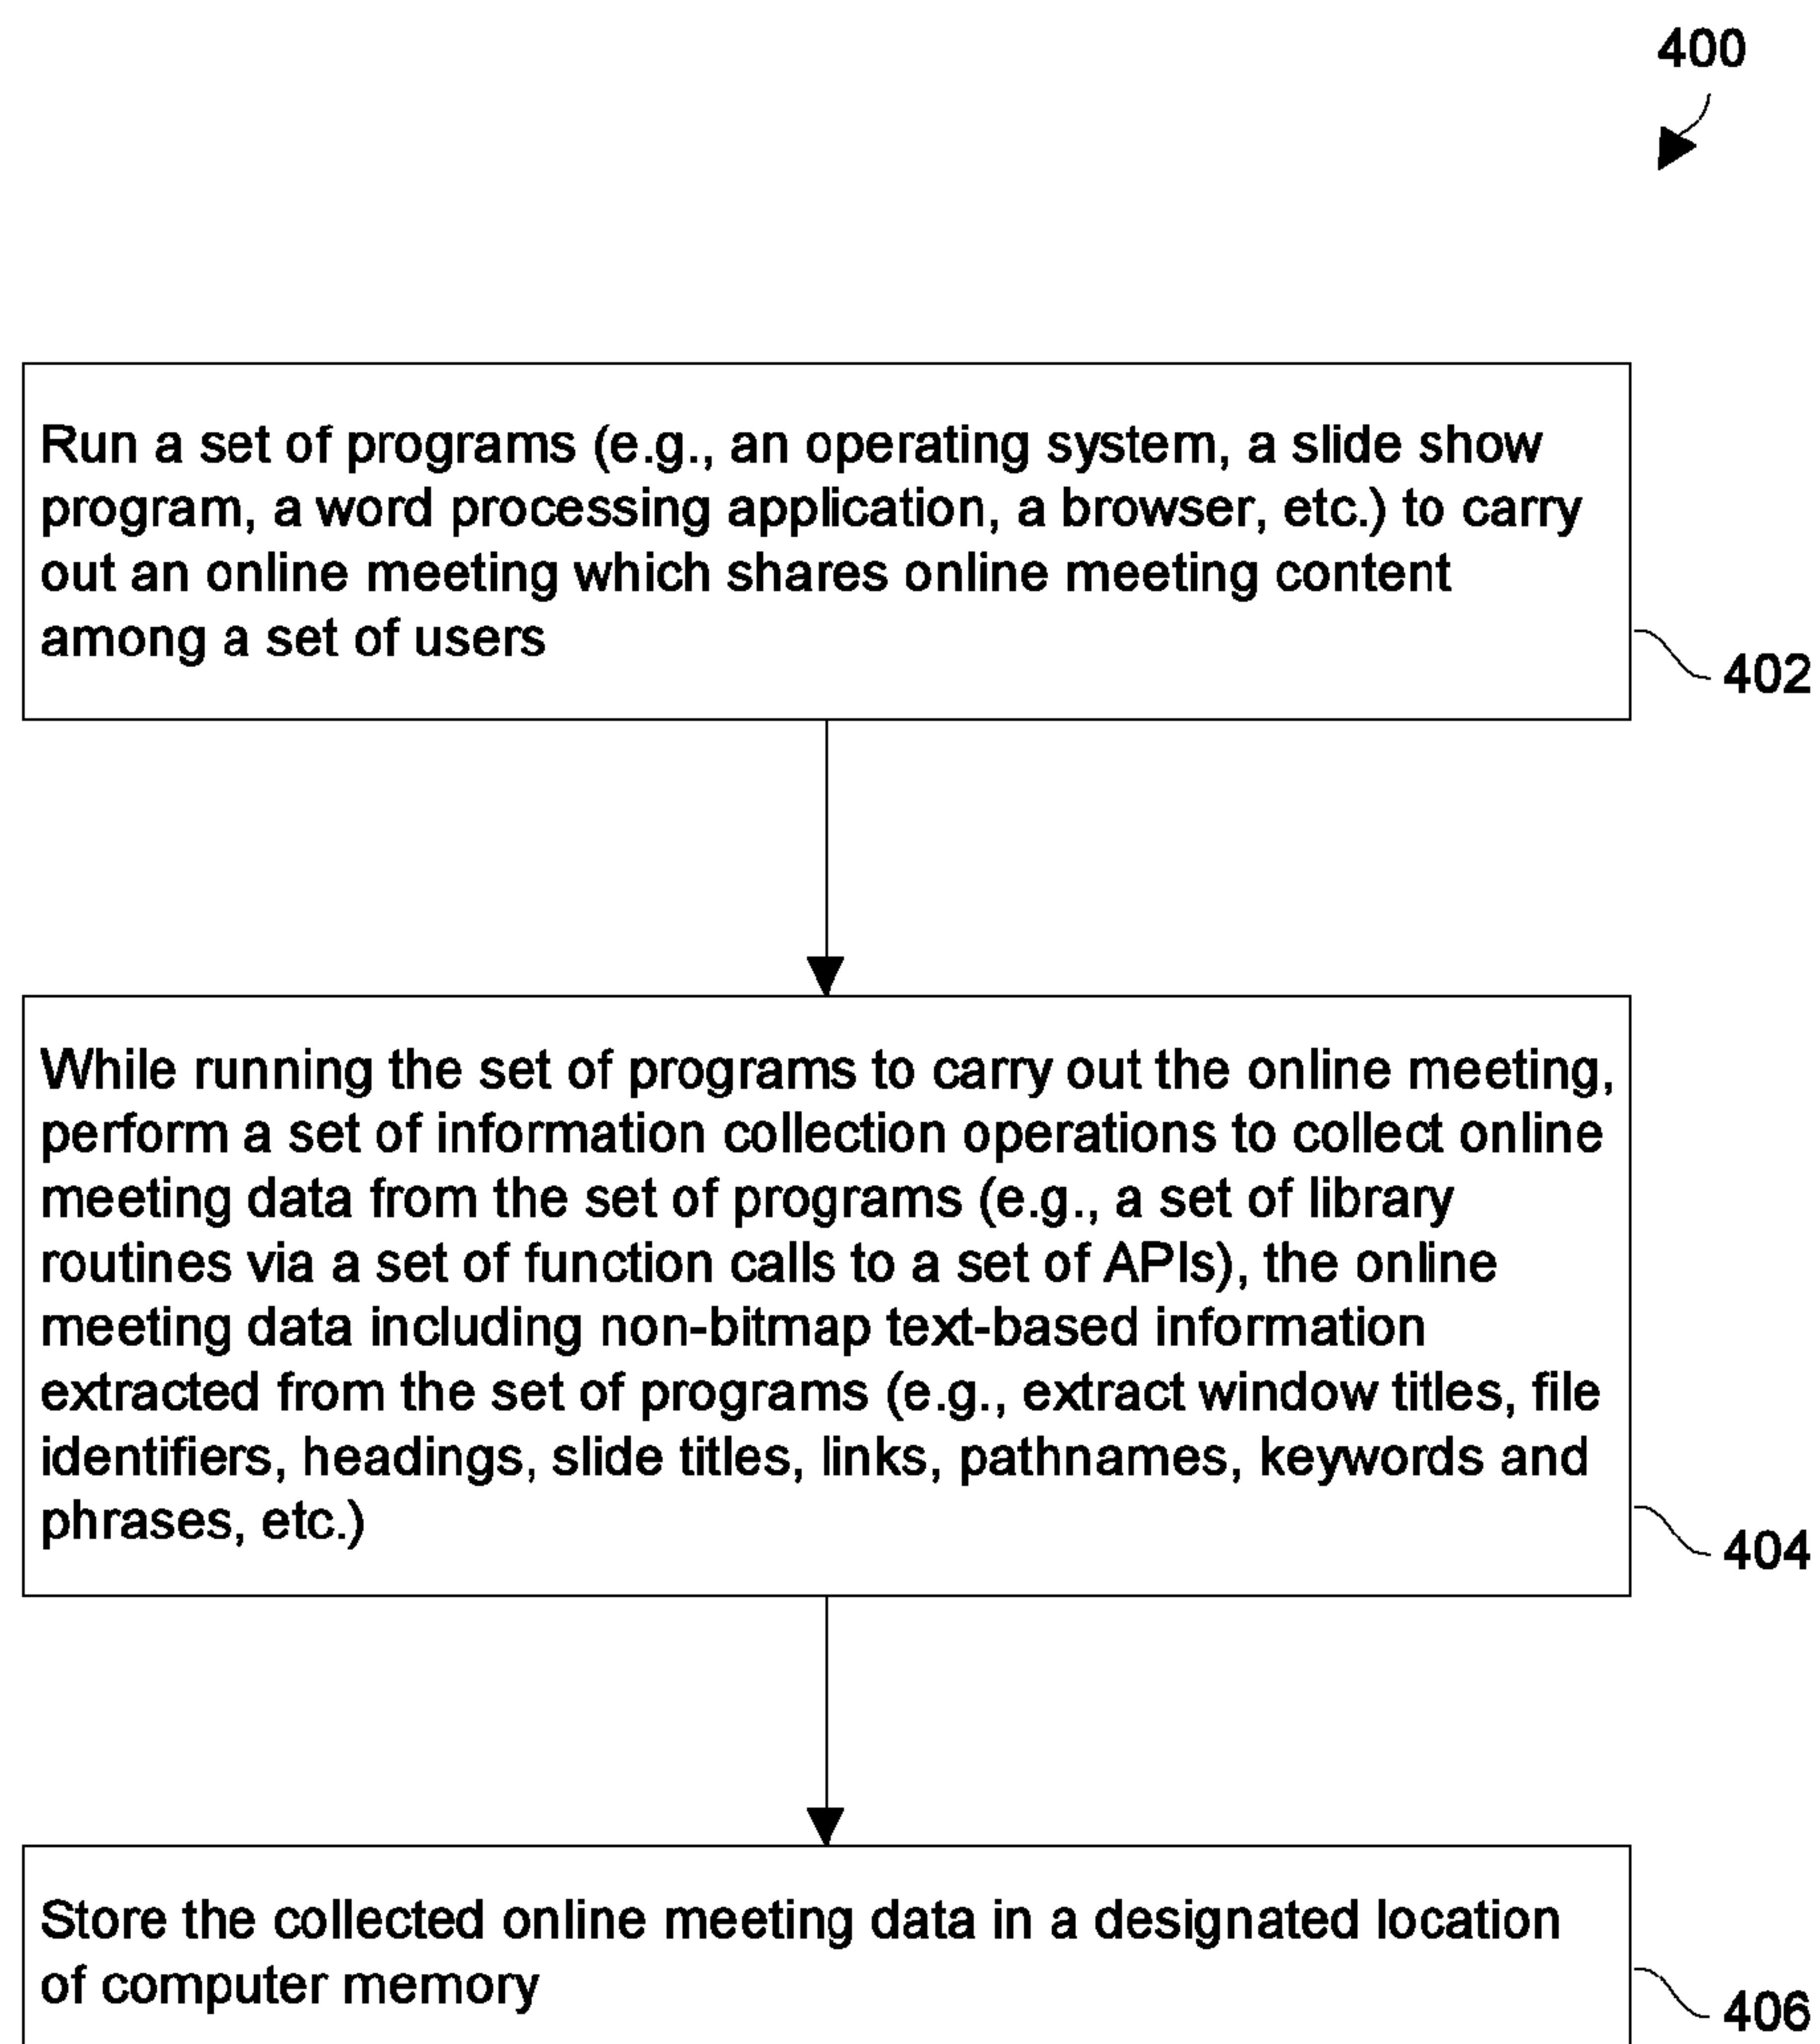 400
Run a set of programs (e.g., an operating system, a slide show
program, a word processing application, a browser, etc.) to carry
out an online meeting which shares online meeting content
among a set of users
402
While running the set of programs to carry out the online meeting,
perform a set of information collection operations to collect online
meeting data from the set of programs (e.g., a set of library
routines via a set of function calls to a set of APIs), the online
meeting data including non-bitmap text-based information
extracted from the set of programs (e.g., extract window titles, file
identifiers, headings, slide titles, links, pathnames, keywords and
phrases, etc.)
404
Store the collected online meeting data in a designated location
of computer memory
406